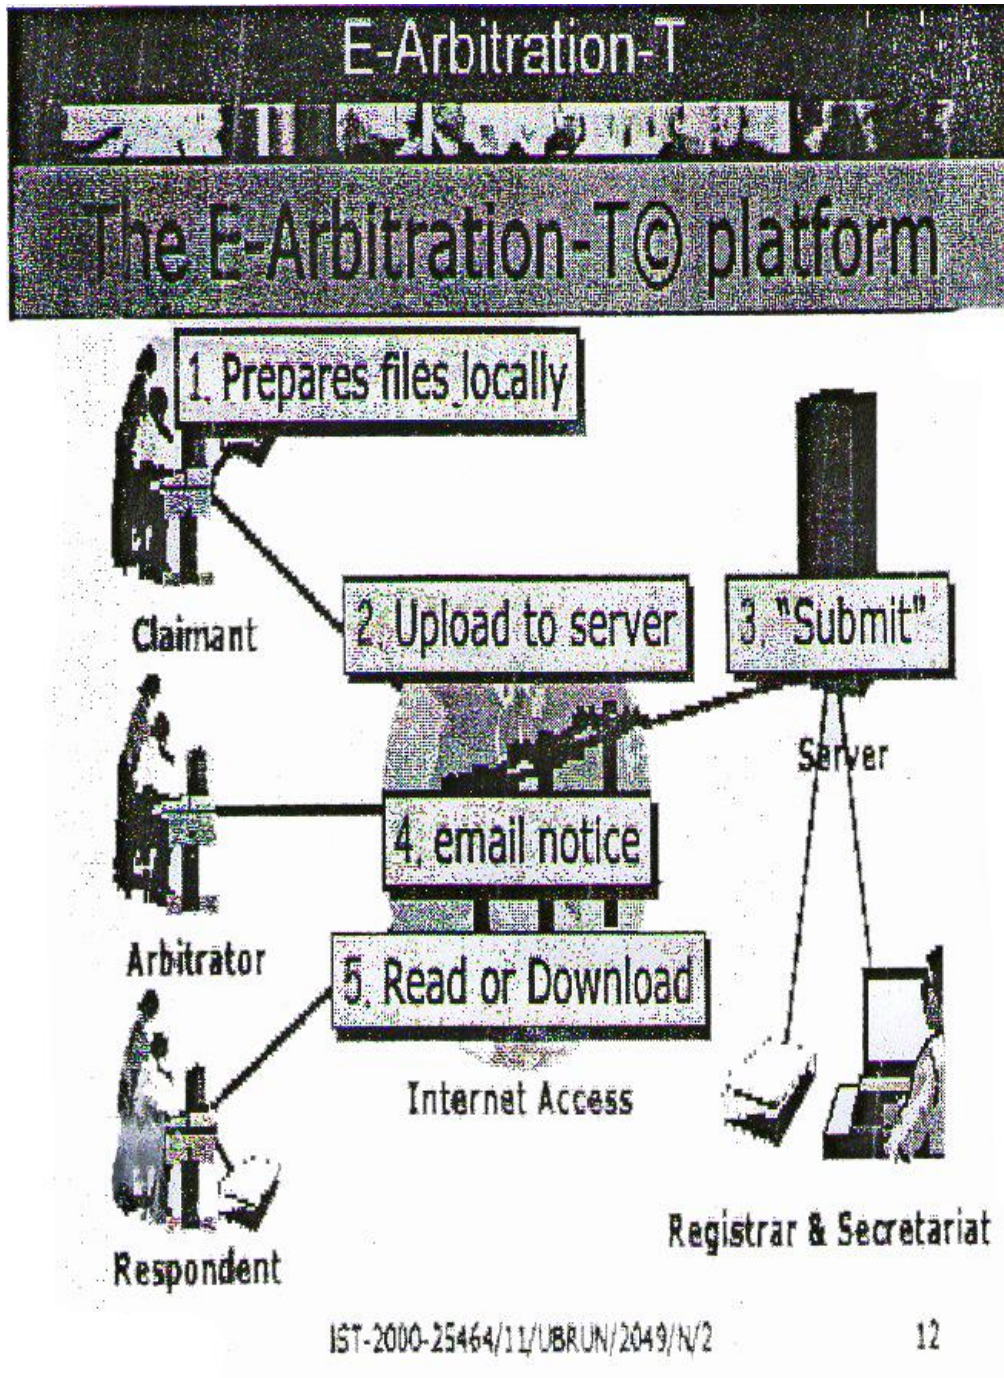 E-Arbitration-T
The E-Arbitration-T© platform
1. Prepares files locally
Claimant
2. Upload to server
3. "Submit"
Server
4. email notice
Arbitrator
5. Read or Download
Internet Access
Registrar & Secretariat
Respondent
IST-2000-25464/11/UBRUN/2049/N/2
12